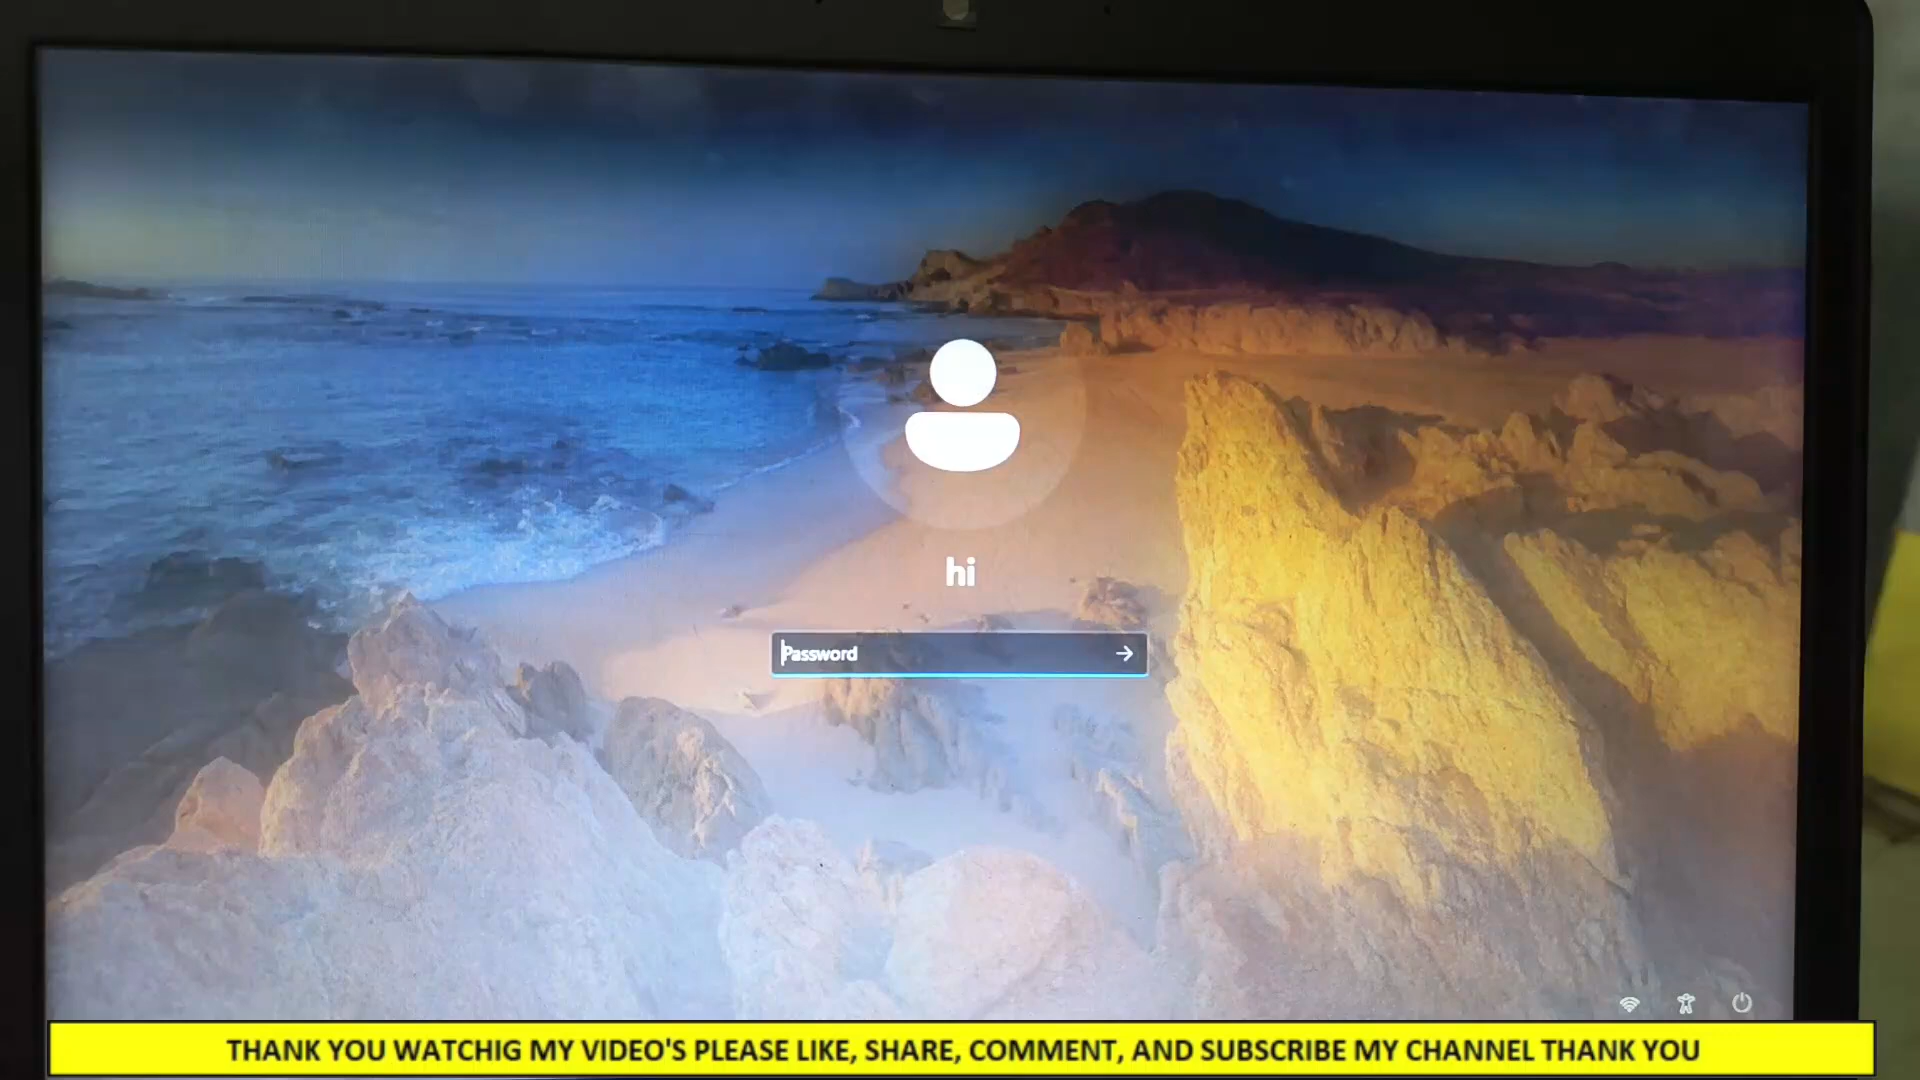 hi
Password
THANK YOU WATCHIG MY VIDEO'S PLEASE LIKE, SHARE, COMMENT, AND SUBSCRIBE MY CHANNEL THANK YOU